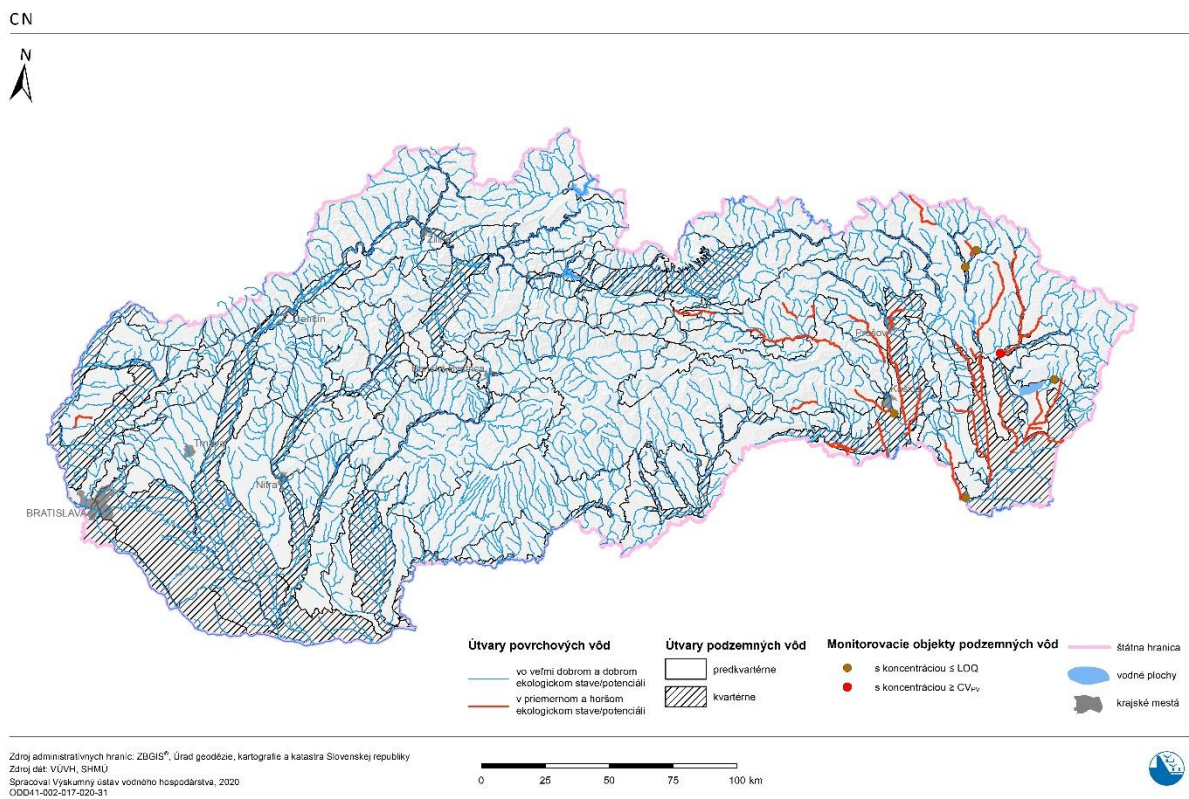 CN
N
Žilina
Trenčín
Prešov
Banská Bystrica
Košice
Trnava
Nitra
BRATISLAVA
Útvary povrchových vôd
vo veľmi dobrom a dobrom
ekologickom stave/potenciáli
v priemernom a horšom
ekologickom stave/potenciáli
Útvary podzemných vôd
predkvartérne
kvartérne
Monitorovacie objekty podzemných vôd
s koncentráciou ≤ LOQ
s koncentráciou ≥ CVPV
štátna hranica
vodné plochy
krajské mestá
Zdroj administratívnych hraníc: ZBGIS®, Úrad geodézie, kartografie a katastra Slovenskej republiky
Zdroj dát: VÚVH, SHMÚ
Spracoval Výskumný ústav vodného hospodárstva, 2020
ODD41-002-017-020-31
0 25 50 75 100 km